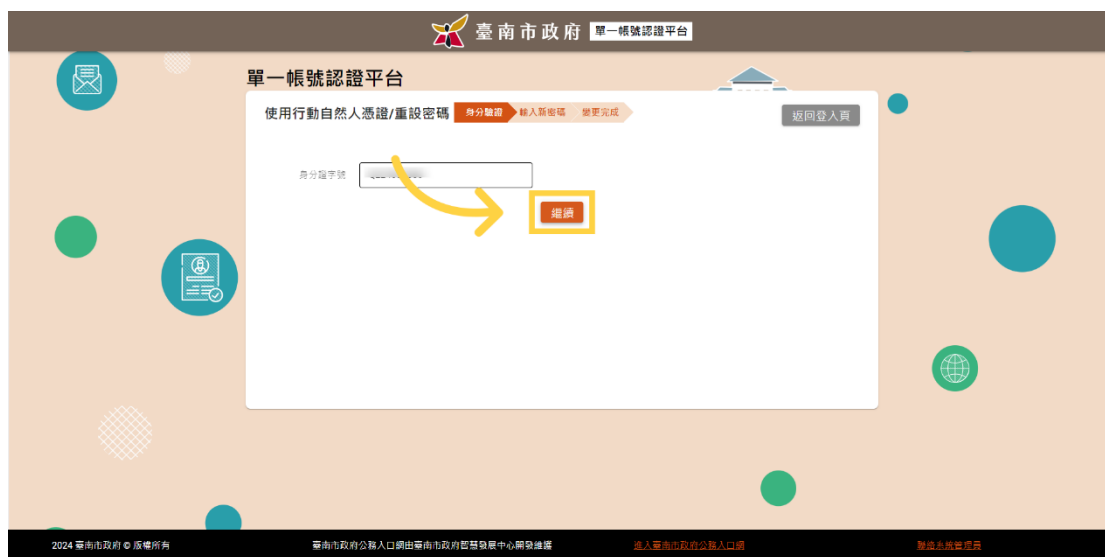 臺南市政府 單一帳號認證平台
單一帳號認證平台
使用行動自然人憑證/重設密碼 身分驗證 輸入新密碼 變更完成 返回登入頁
身分證字號
繼續
2024 臺南市政府 © 版權所有 臺南市政府公務入口網由臺南市政府智慧發展中心開發維護 進入臺南市政府公務入口網 聯絡系統管理員